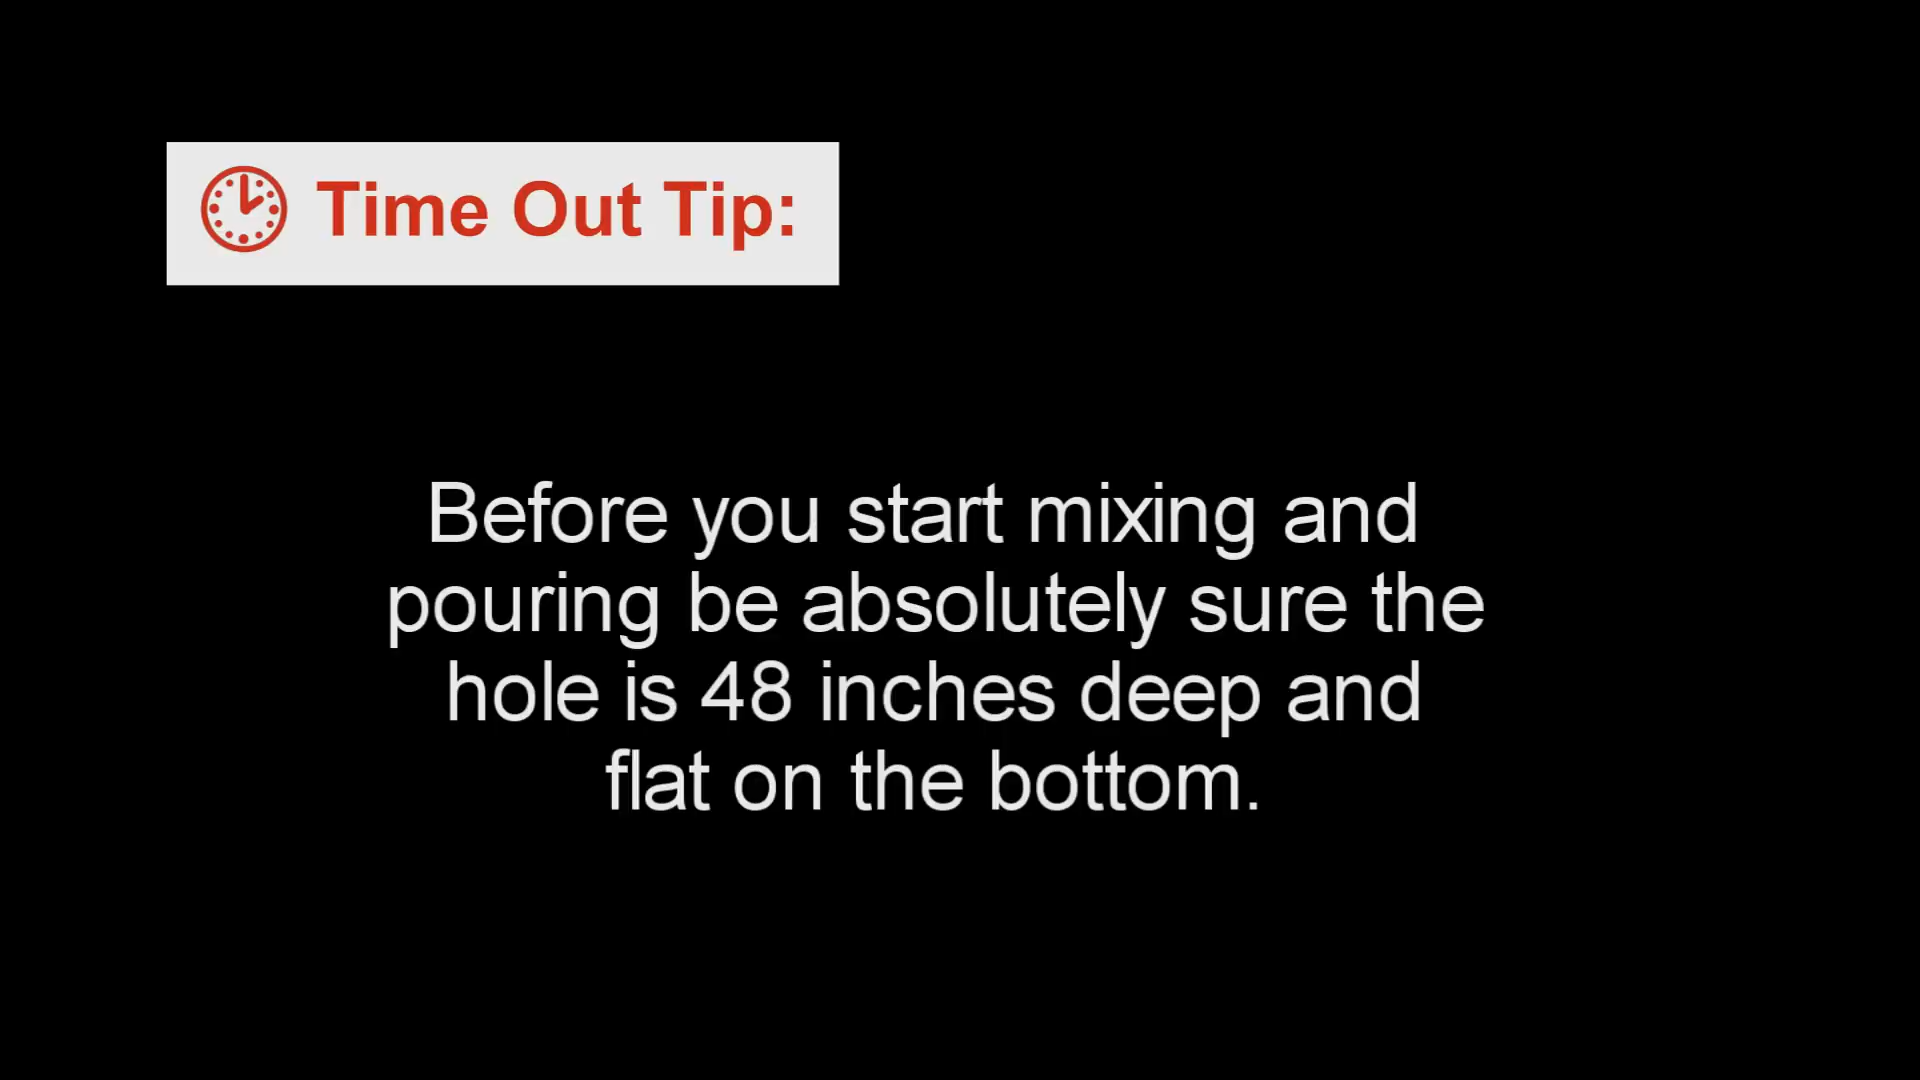 Time Out Tip:
Before you start mixing and
pouring be absolutely sure the
hole is 48 inches deep and
flat on the bottom.